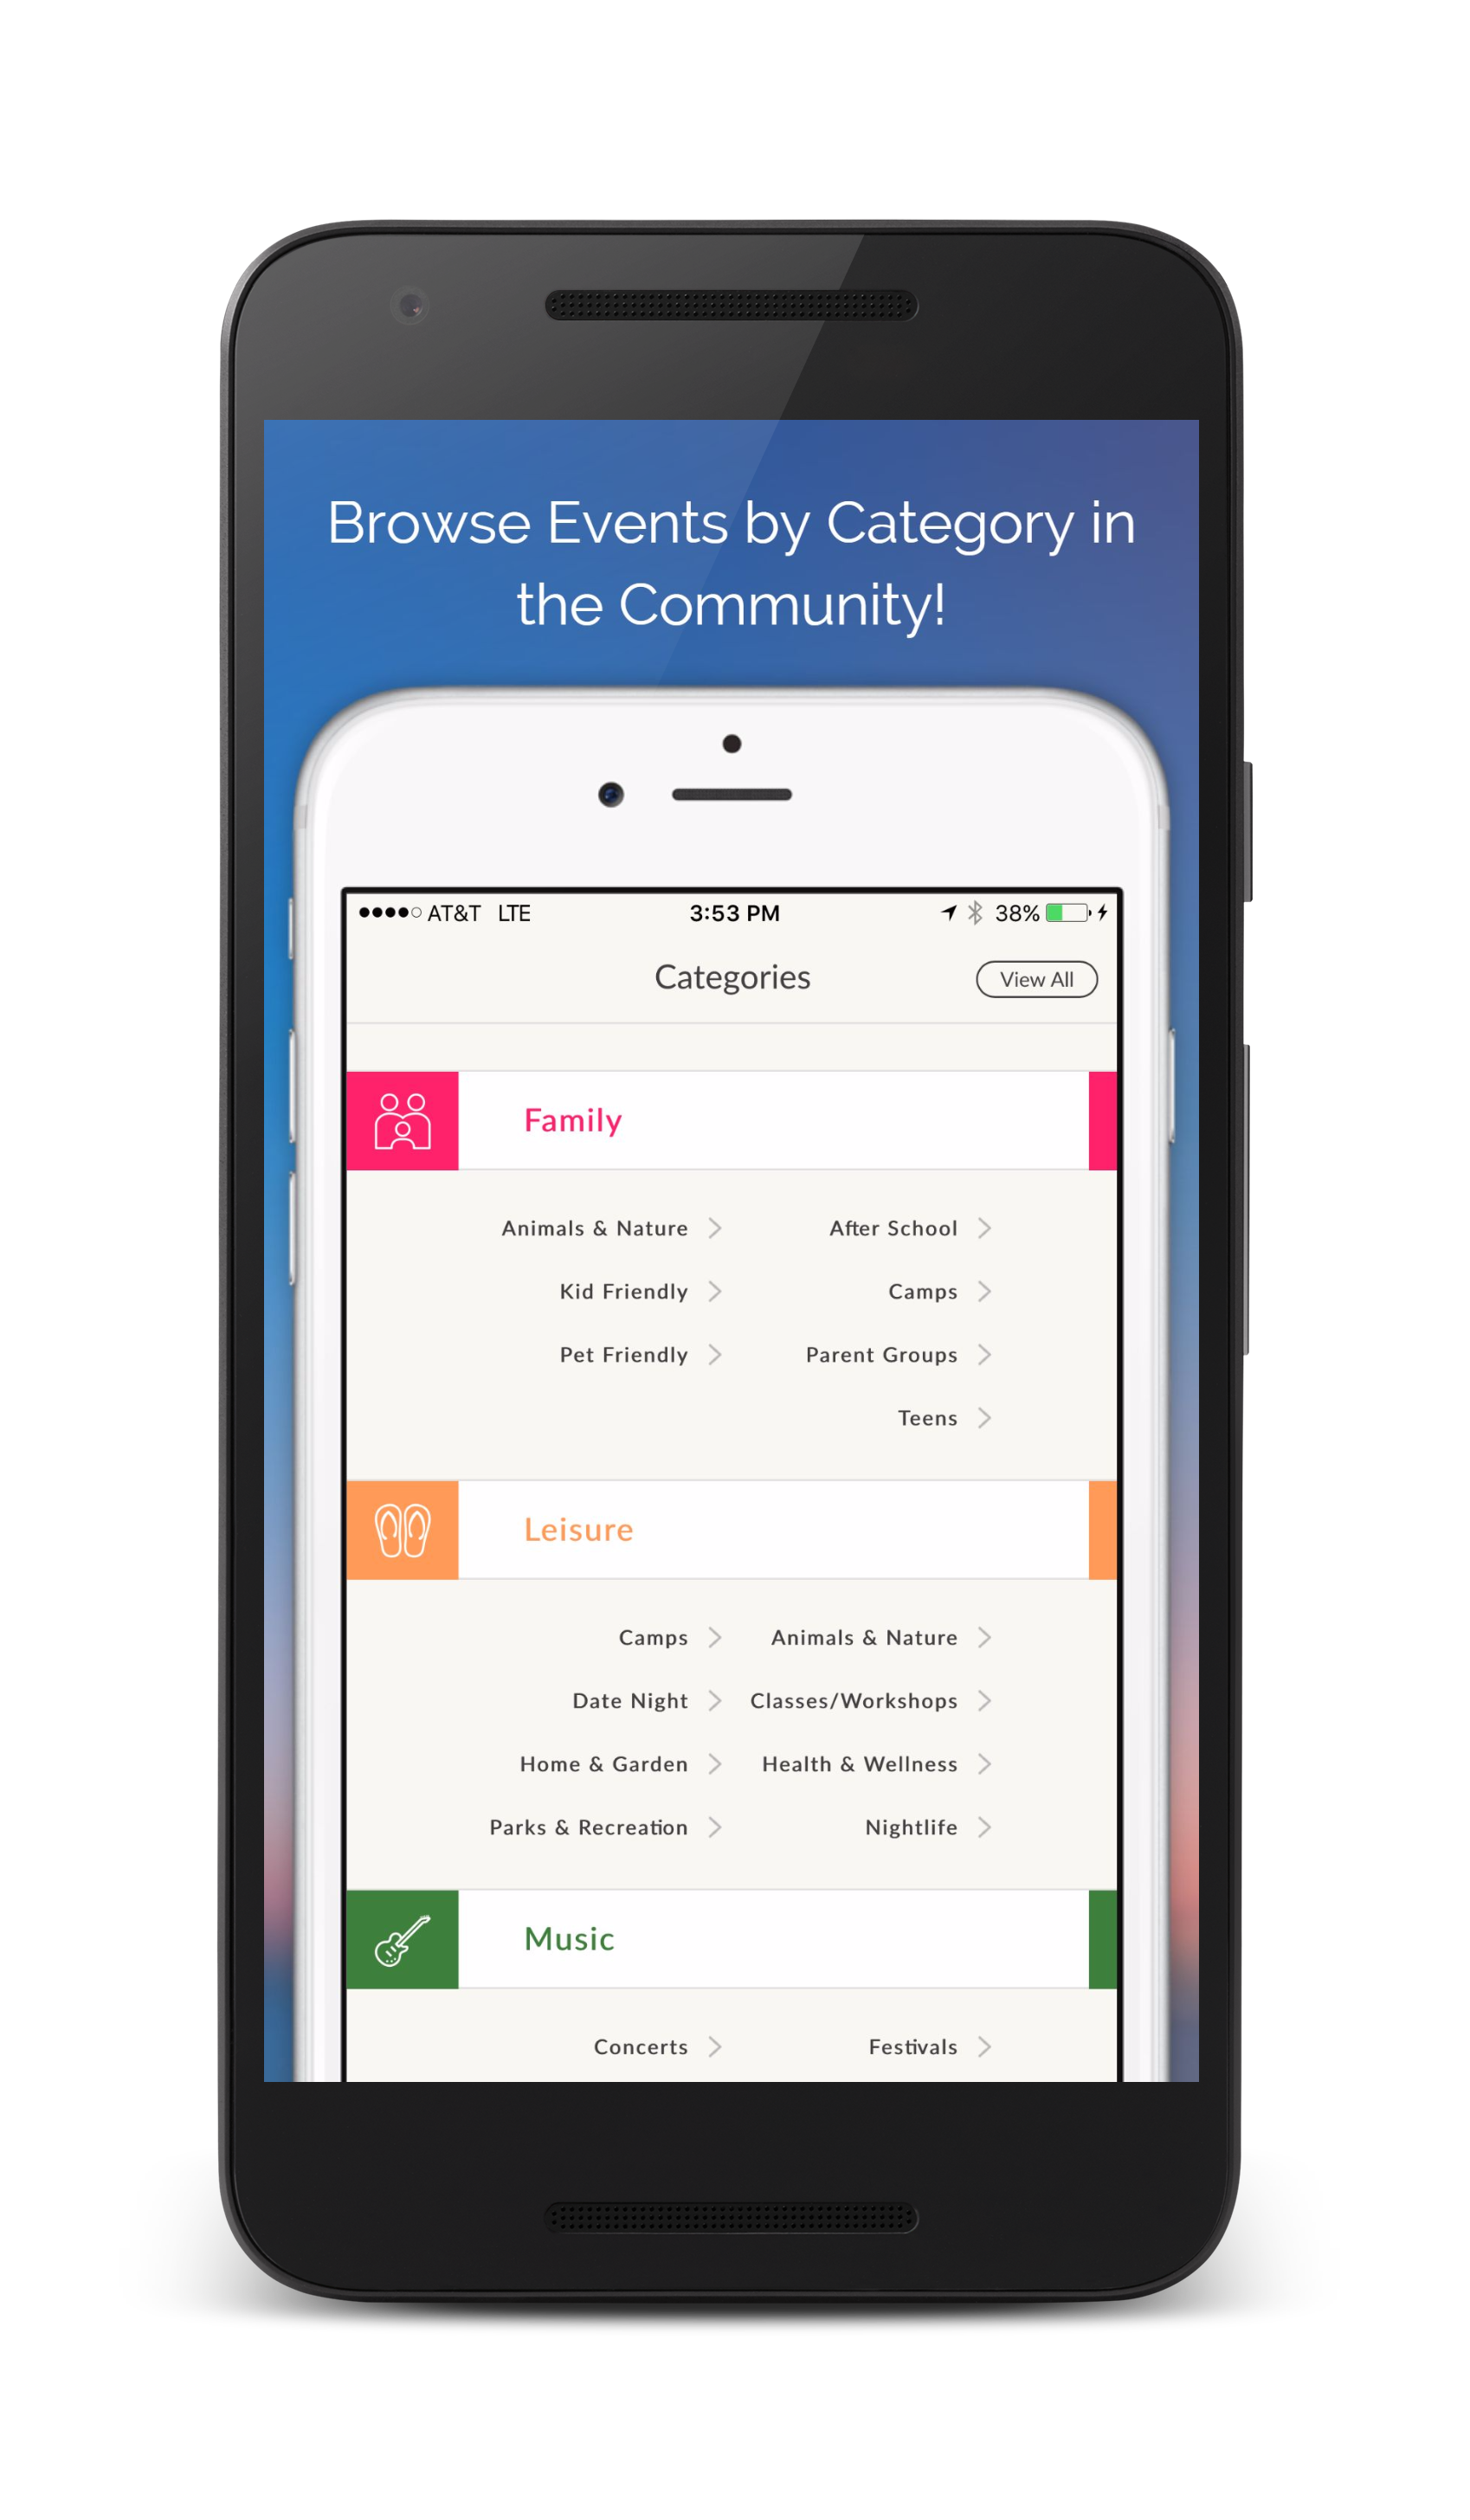 Browse Events by Category in
the Community!
AT&T LTE 3:53 PM 38%
Categories View All
Family
Animals & Nature After School
Kid Friendly Camps
Pet Friendly Parent Groups
Teens
Leisure
Camps Animals & Nature
Date Night Classes/Workshops
Home & Garden Health & Wellness
Parks & Recreation Nightlife
Music
Concerts Festivals